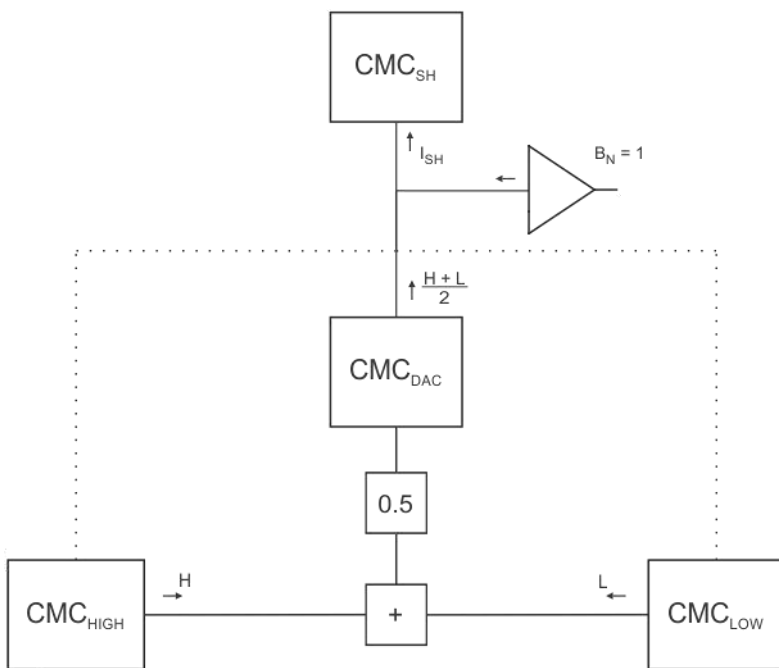 CMC_SH
I_SH
B_N = 1
H + L
2
CMC_DAC
0.5
H
L
CMC_HIGH
+
CMC_LOW